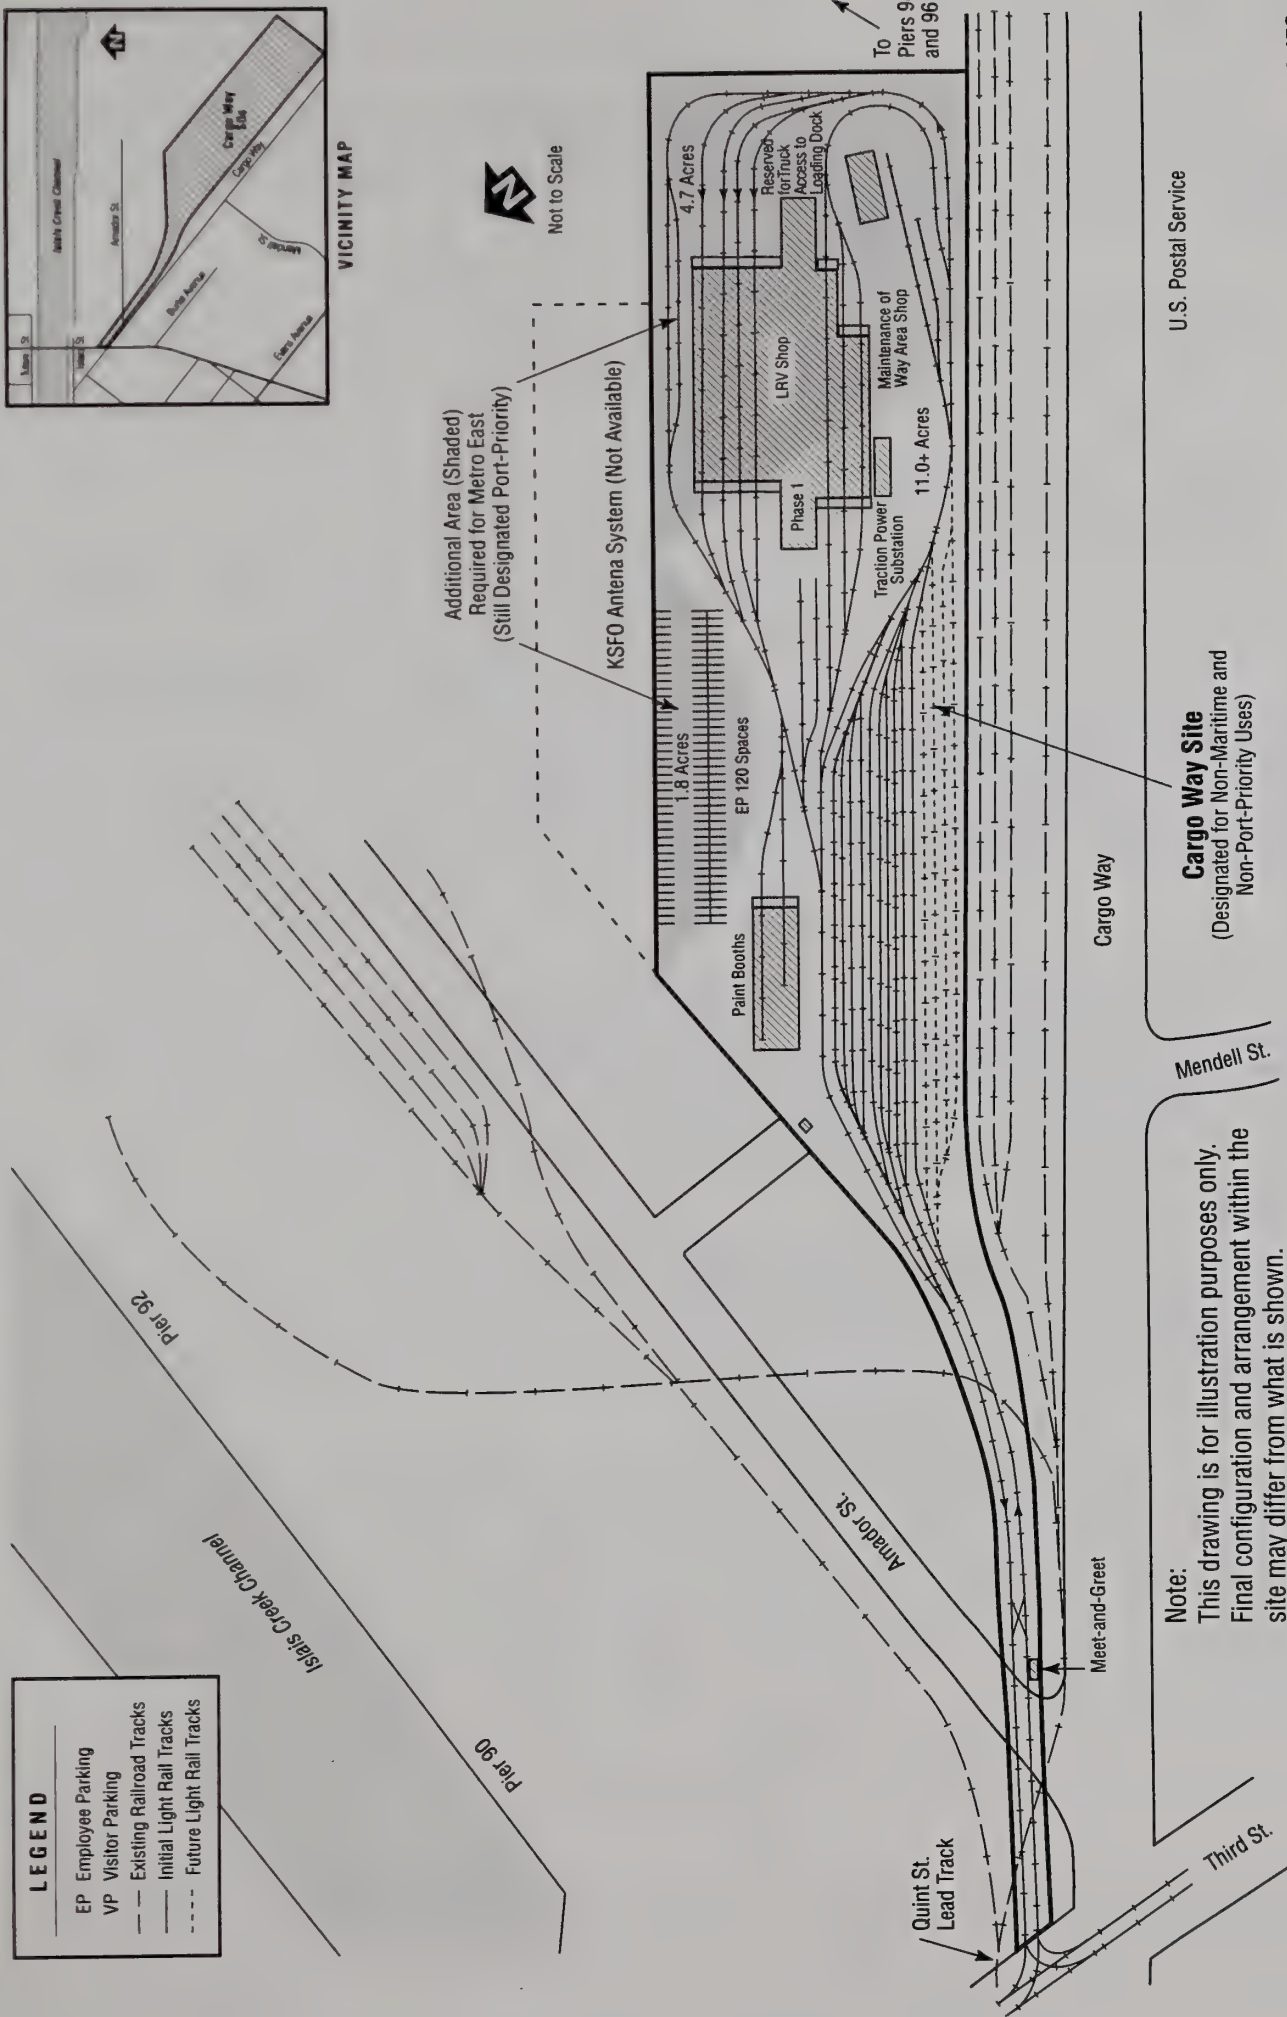 LEGEND
EP Employee Parking
VP Visitor Parking
Existing Railroad Tracks
Initial Light Rail Tracks
Future Light Rail Tracks
Islais Creek Channel
Amador St.
Burke Avenue
Evans Avenue
Mendell St.
Cargo Way
Cargo Way
N
VICINITY MAP
N
Not to Scale
To
Piers 9
and 96
Pier 92
Islais Creek Channel
Pier 90
Additional Area (Shaded)
Required for Metro East
(Still Designated Port-Priority)
KSFO Antena System (Not Available)
4.7 Acres
Reserved
for Truck
Access to
Loading Dock
LRV Shop
Phase 1
Maintenance of
Way Area Shop
Traction Power
Substation
11.0+ Acres
1.8 Acres
EP 120 Spaces
Paint Booths
Amador St.
Quint St.
Lead Track
Meet-and-Greet
Third St.
Cargo Way
Mendell St.
U.S. Postal Service
Cargo Way Site
(Designated for Non-Maritime and
Non-Port-Priority Uses)
Note:
This drawing is for illustration purposes only.
Final configuration and arrangement within the
site may differ from what is shown.